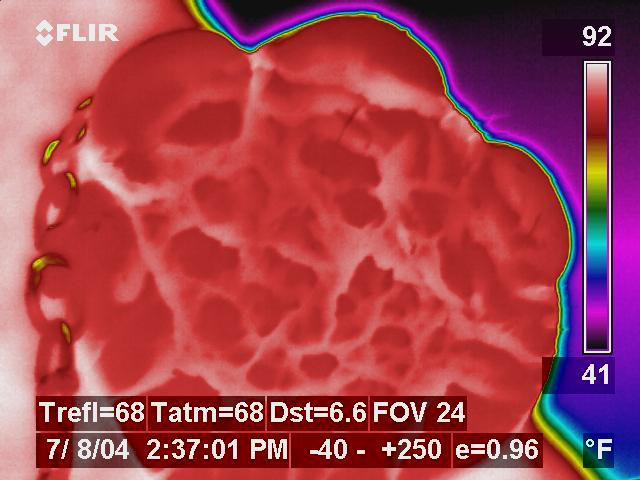 FLIR
92
41
Trefl=68 Tatm=68 Dst=6.6 FOV 24
7/ 8/04 2:37:01 PM -40 - +250 e=0.96 °F